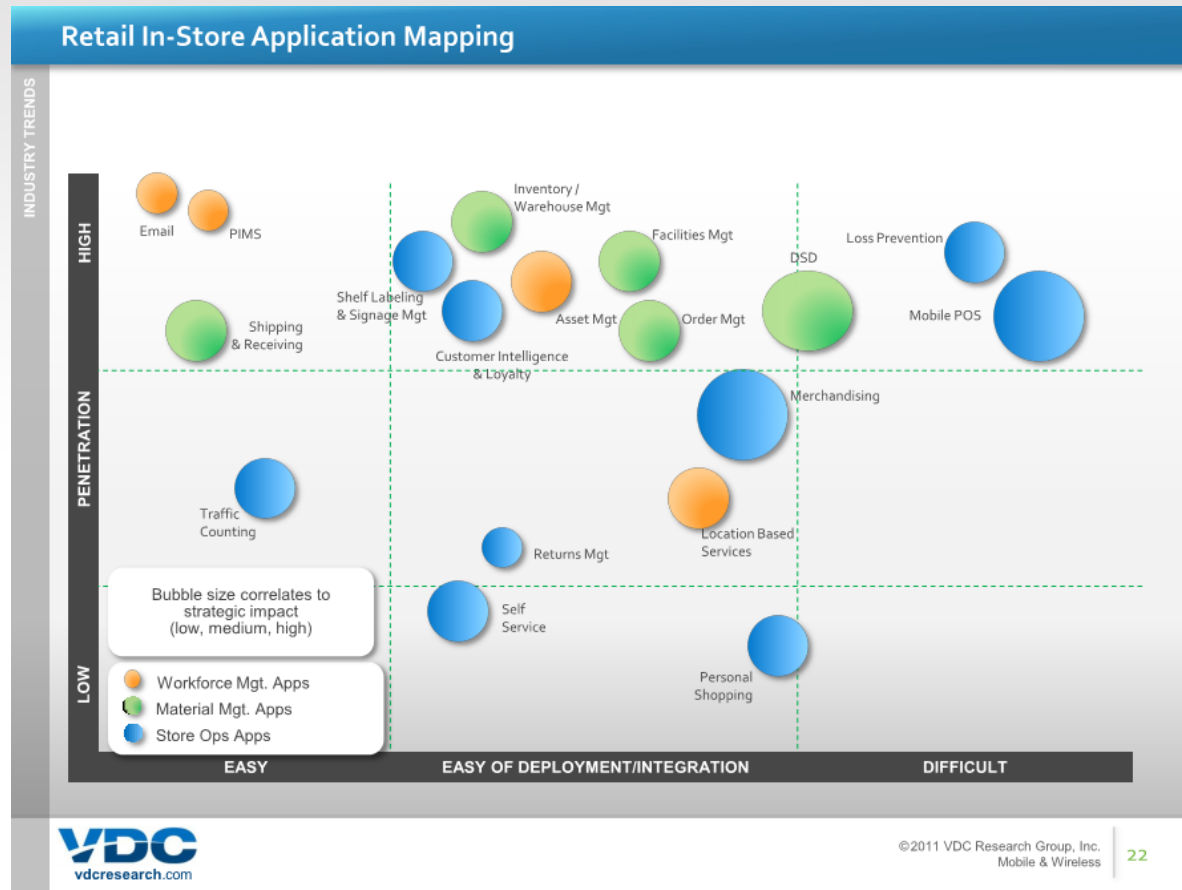 Retail In-Store Application Mapping
INDUSTRY TRENDS
HIGH
PENETRATION
LOW
Email
PIMS
Inventory /
Warehouse Mgt
Facilities Mgt
Loss Prevention
DSD
Shelf Labeling
& Signage Mgt
Asset Mgt
Order Mgt
Mobile POS
Shipping
& Receiving
Customer Intelligence
& Loyalty
Merchandising
Traffic
Counting
Location Based
Services
Returns Mgt
Self
Service
Personal
Shopping
Bubble size correlates to
strategic impact
(low, medium, high)
Workforce Mgt. Apps
Material Mgt. Apps
Store Ops Apps
EASY
EASY OF DEPLOYMENT/INTEGRATION
DIFFICULT
VDC
vdcresearch.com
©2011 VDC Research Group, Inc.
Mobile & Wireless
22